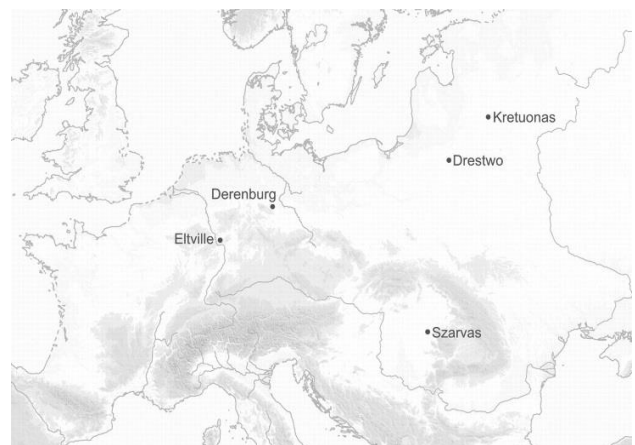 Kretuonas
Drestwo
Derenburg
Eltville
Szarvas